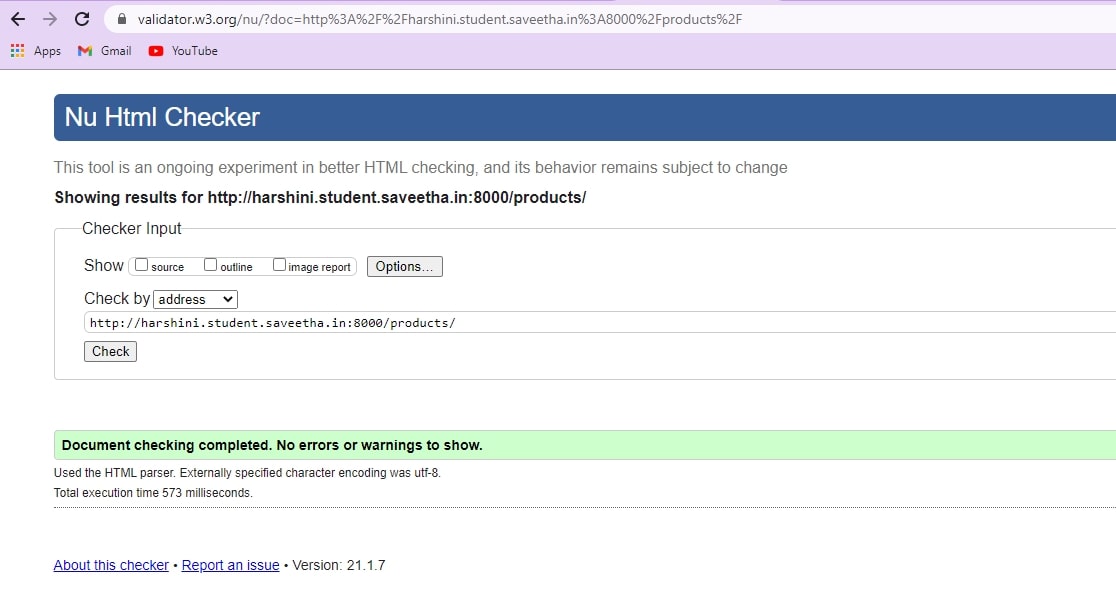 validator.w3.org/nu/?doc=http%3A%2F%2Fharshini.student.saveetha.in%3A8000%2Fproducts%2F
Apps Gmail YouTube
Nu Html Checker
This tool is an ongoing experiment in better HTML checking, and its behavior remains subject to change
Showing results for http://harshini.student.saveetha.in:8000/products/
Checker Input
Show source outline image report Options...
Check by address
http://harshini.student.saveetha.in:8000/products/
Check
Document checking completed. No errors or warnings to show.
Used the HTML parser. Externally specified character encoding was utf-8.
Total execution time 573 milliseconds.
About this checker • Report an issue • Version: 21.1.7